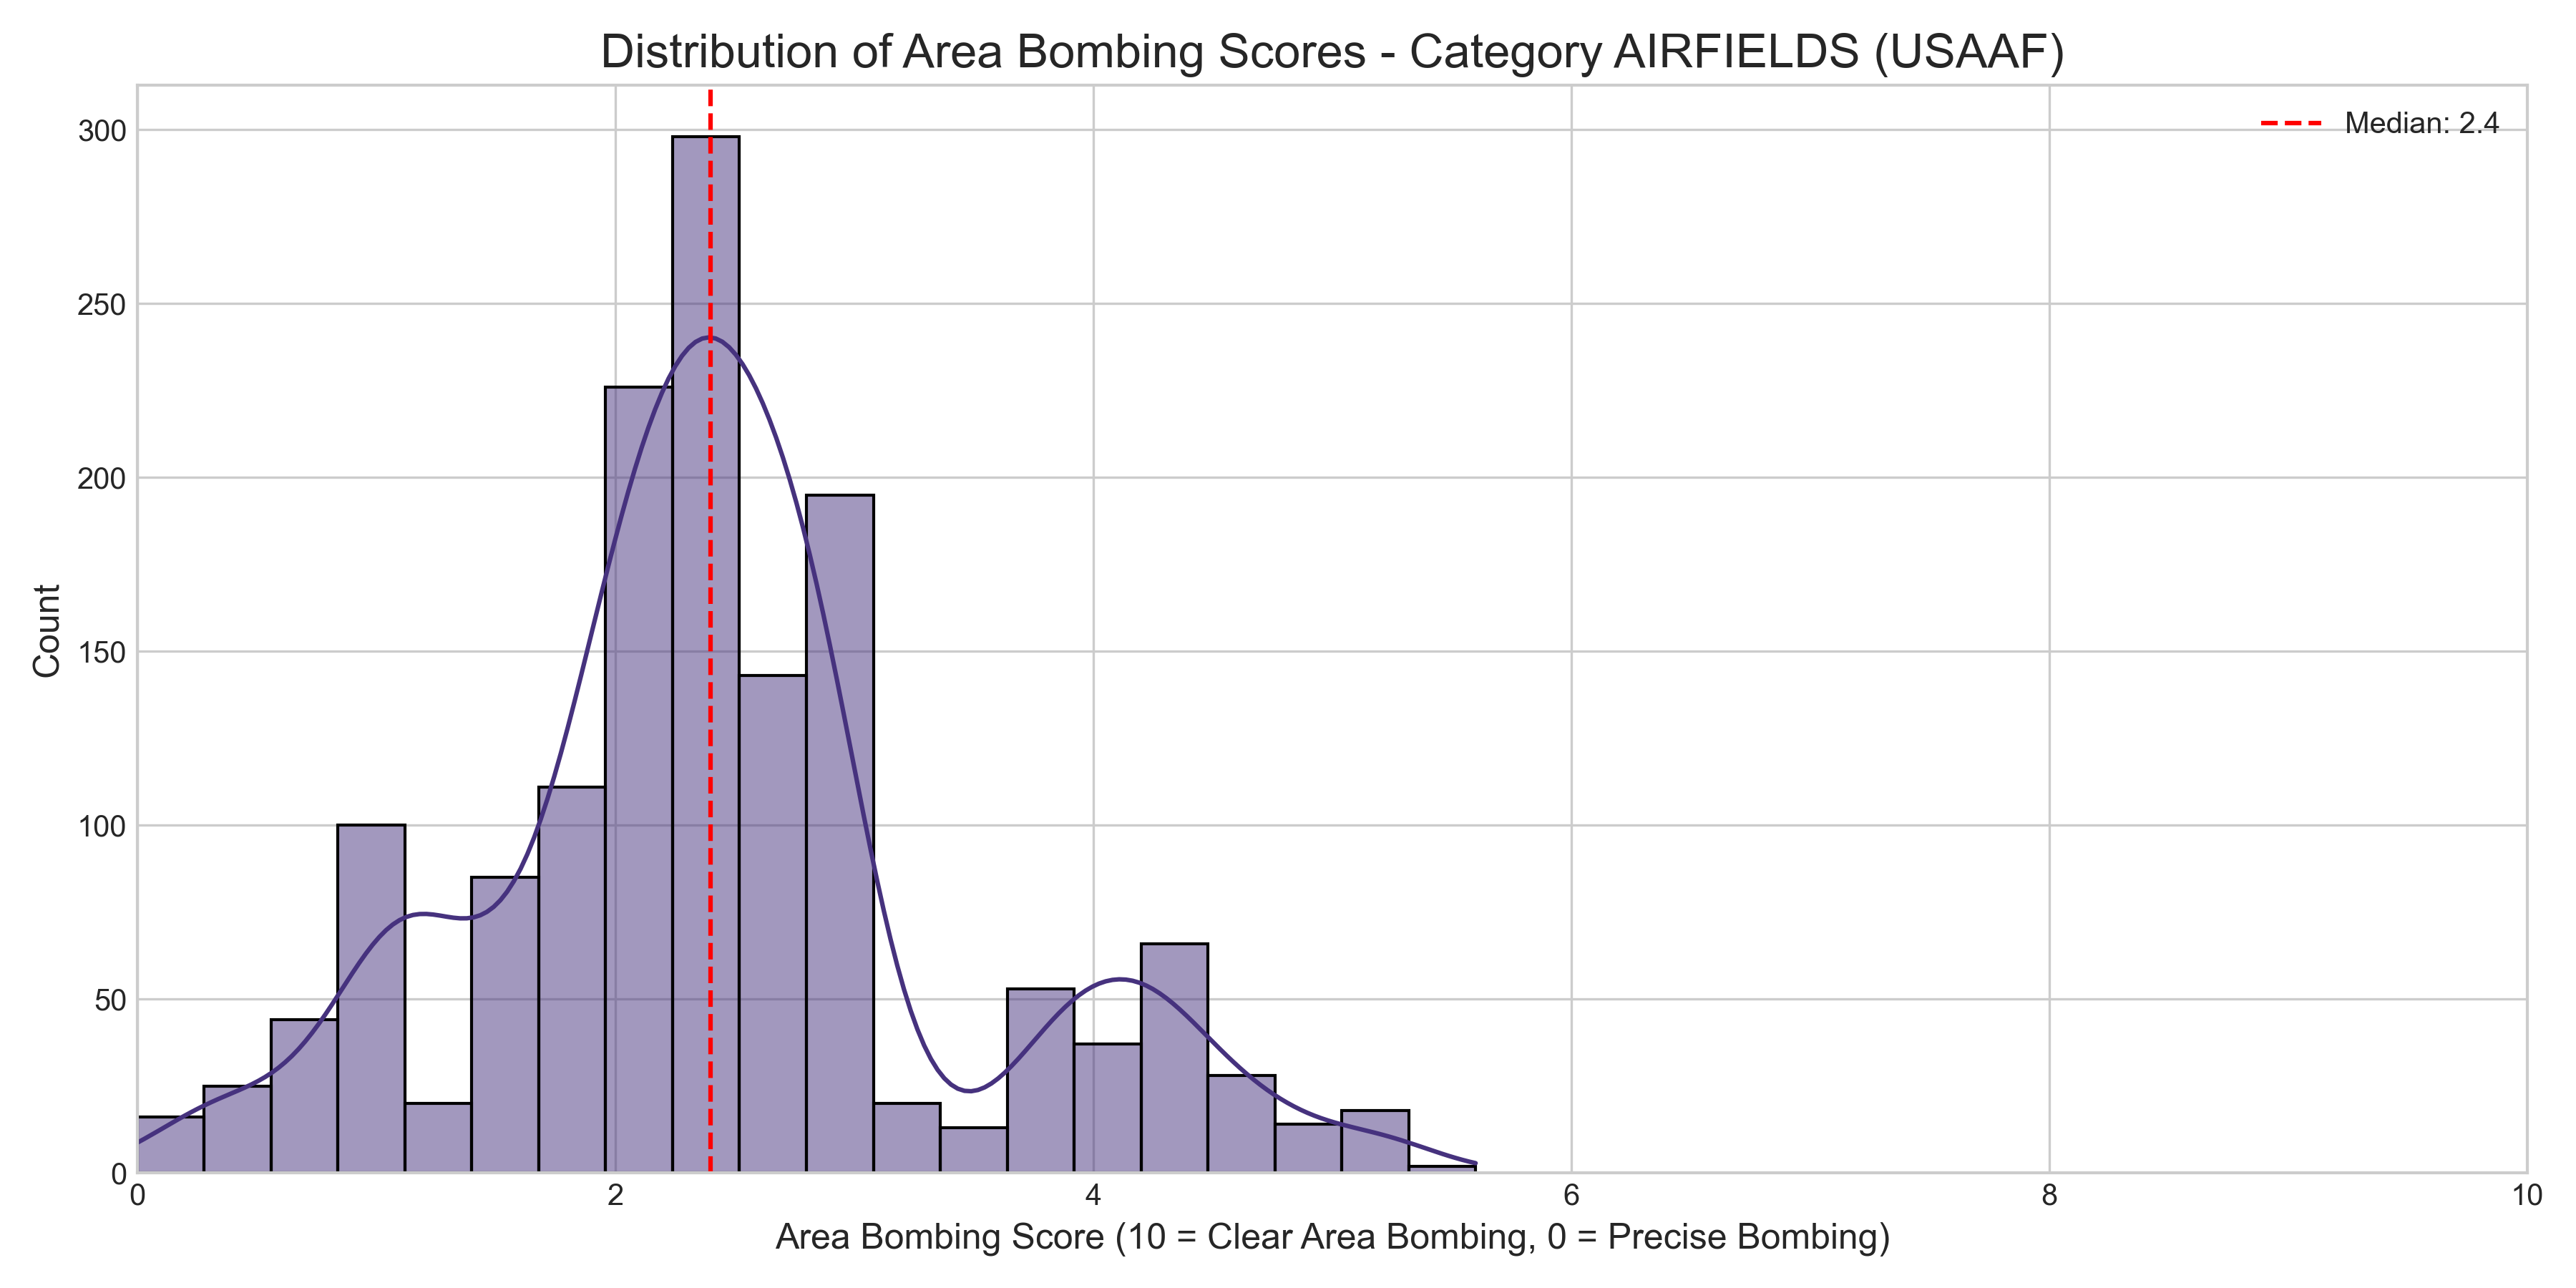 Distribution of Area Bombing Scores - Category AIRFIELDS (USAAF)
Median: 2.4
300
250
200
150
100
50
0
Count
0 2 4 6 8 10
Area Bombing Score (10 = Clear Area Bombing, 0 = Precise Bombing)